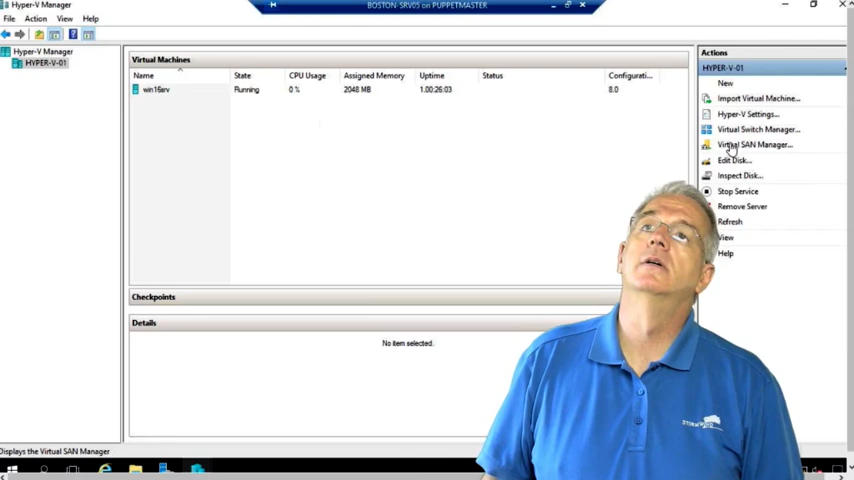 Hyper-V Manager
BOSTON-SRV05 on PUPPETMASTER
File Action View Help
Hyper-V Manager
HYPER-V-01
Virtual Machines
Name State CPU Usage Assigned Memory Uptime Status Configurati...
win16srv Running 0 % 2048 MB 1.00:26:03 8.0
Checkpoints
Details
No item selected.
Actions
HYPER-V-01
New
Import Virtual Machine...
Hyper-V Settings...
Virtual Switch Manager...
Virtual SAN Manager...
Edit Disk...
Inspect Disk...
Stop Service
Remove Server
Refresh
View
Help
STORMWIND
Displays the Virtual SAN Manager